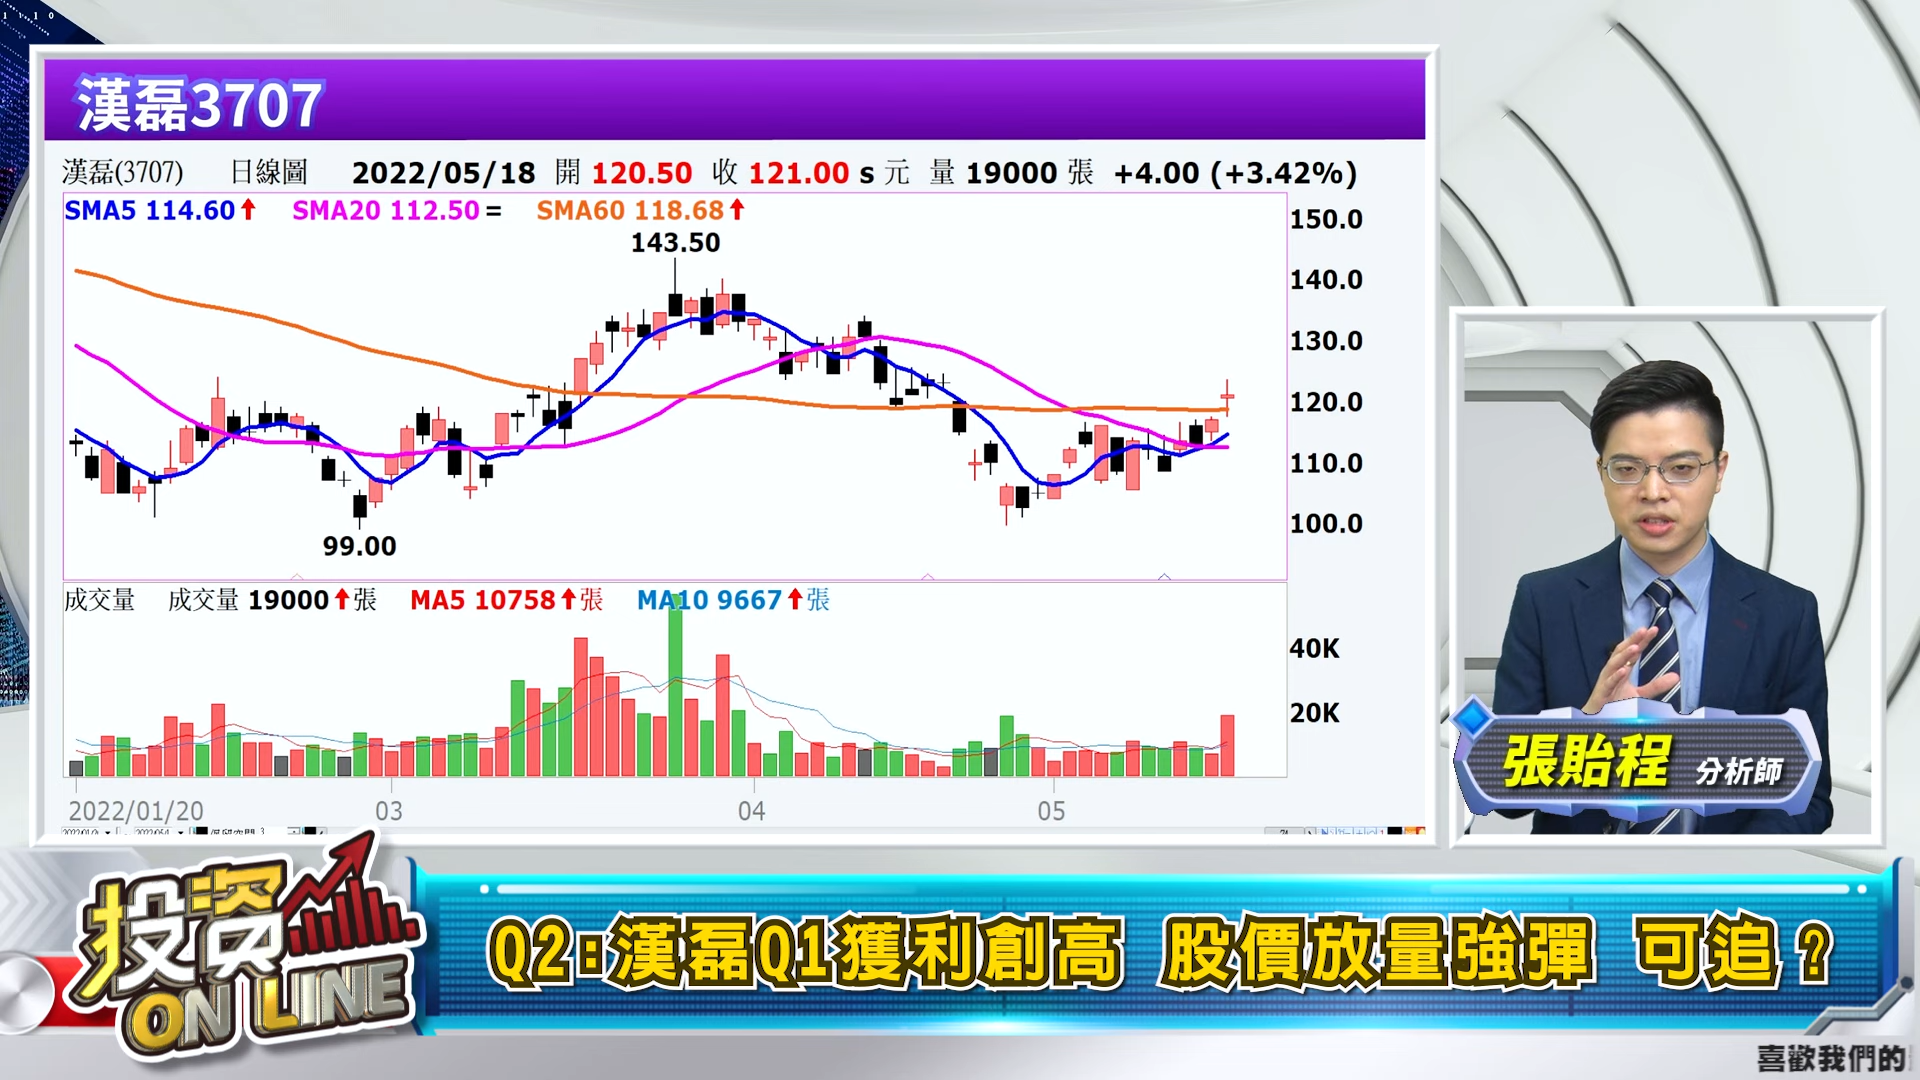 漢磊3707
漢磊(3707) 日線圖 2022/05/18 開 120.50 收 121.00 s 元 量 19000 張 +4.00 (+3.42%)
SMA5 114.60↑ SMA20 112.50= SMA60 118.68↑
150.0
143.50
140.0
130.0
120.0
110.0
100.0
99.00
成交量 成交量 19000↑張 MA5 10758↑張 MA10 9667↑張
40K
20K
2022/01/20 03 04 05
張貽程 分析師
投資
ON LINE
Q2:漢磊Q1獲利創高 股價放量強彈 可追？
喜歡我們的